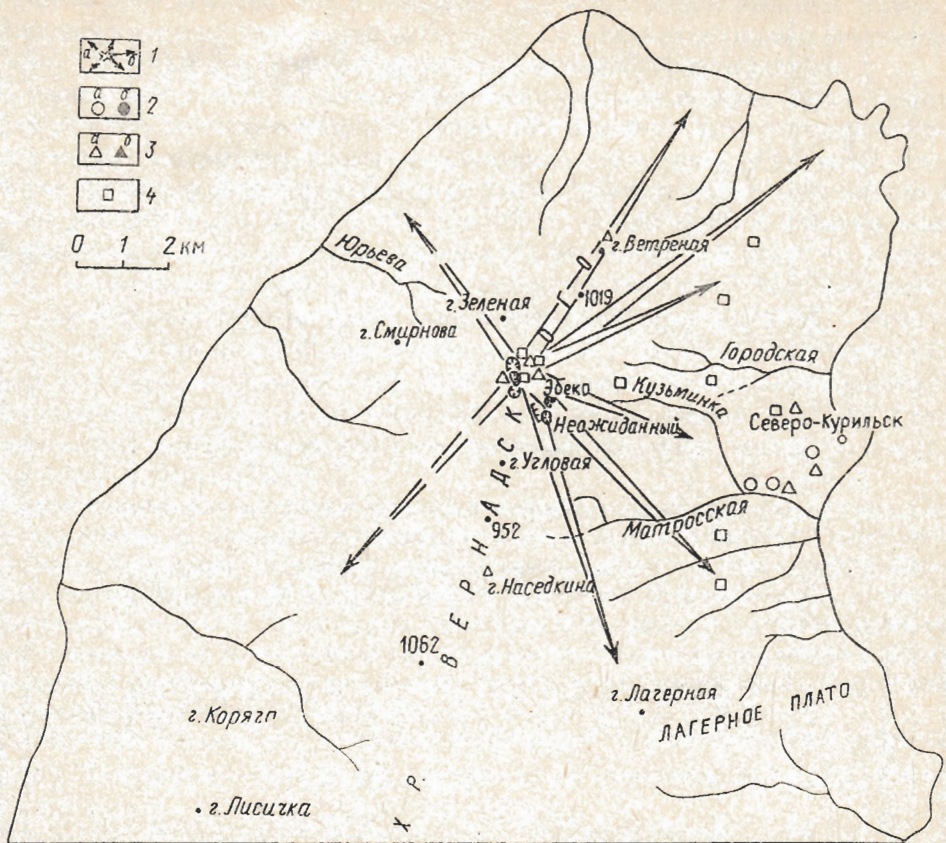 а б 1
а б 2
а б 3
4
0 1 2 км
Юрьева
г.Ветреная
1019
г.Зеленая
г.Смирнова
Городская
Эбеко
Кузьминка
Неожиданный
Северо-Курильск
г.Угловая
952
Матросская
г.Наседкина
1062
г.Лагерная
ЛАГЕРНОЕ ПЛАТО
г.Лисичка
ХР. ВЕРНАДСКОГО